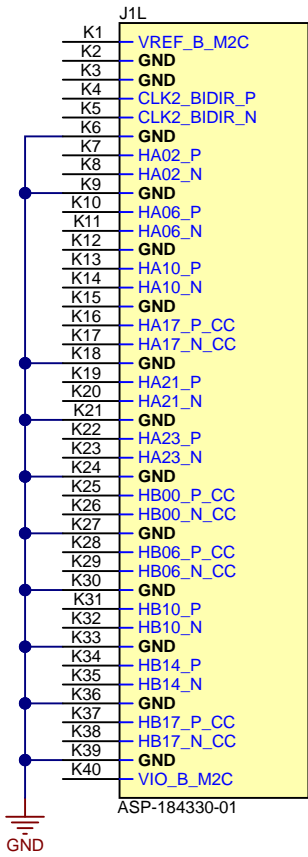 J1L
K1 VREF_B_M2C
K2 GND
K3 GND
K4 CLK2_BIDIR_P
K5 CLK2_BIDIR_N
K6 GND
K7 HA02_P
K8 HA02_N
K9 GND
K10 HA06_P
K11 HA06_N
K12 GND
K13 HA10_P
K14 HA10_N
K15 GND
K16 HA17_P_CC
K17 HA17_N_CC
K18 GND
K19 HA21_P
K20 HA21_N
K21 GND
K22 HA23_P
K23 HA23_N
K24 GND
K25 HB00_P_CC
K26 HB00_N_CC
K27 GND
K28 HB06_P_CC
K29 HB06_N_CC
K30 GND
K31 HB10_P
K32 HB10_N
K33 GND
K34 HB14_P
K35 HB14_N
K36 GND
K37 HB17_P_CC
K38 HB17_N_CC
K39 GND
K40 VIO_B_M2C
ASP-184330-01
GND